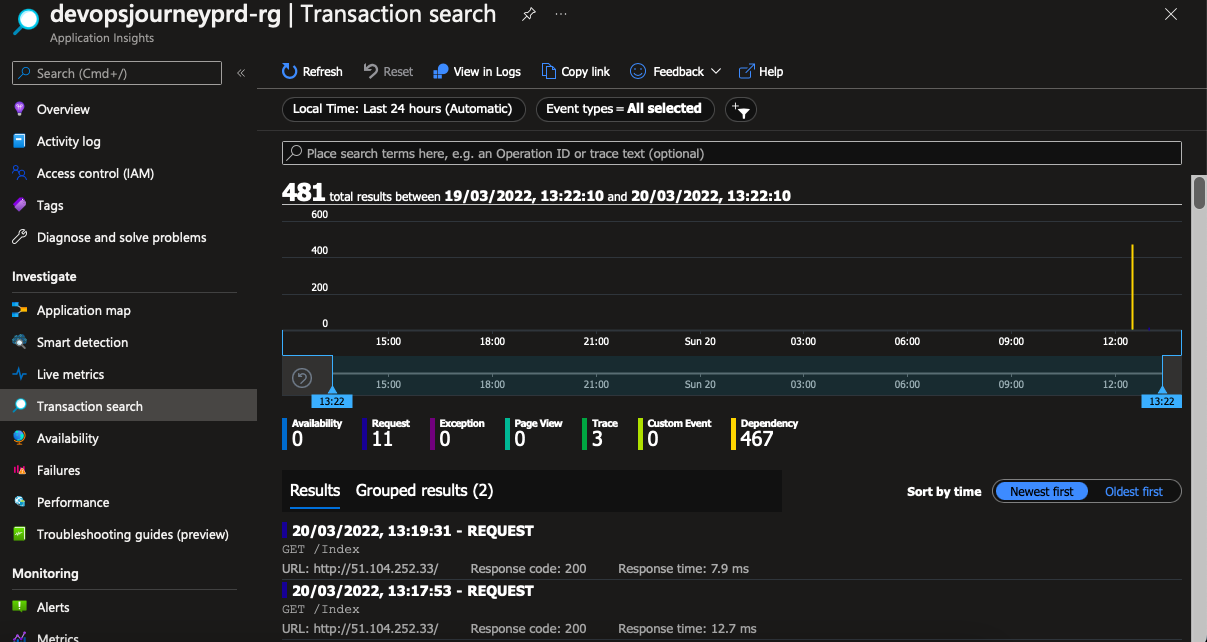 devopsjourneyprd-rg | Transaction search ...
Application Insights
Search (Cmd+/)
«
Overview
Activity log
Access control (IAM)
Tags
Diagnose and solve problems
Investigate
Application map
Smart detection
Live metrics
Transaction search
Availability
Failures
Performance
Troubleshooting guides (preview)
Monitoring
Alerts
Metrics
Refresh Reset View in Logs Copy link Feedback Help
Local Time: Last 24 hours (Automatic) Event types = All selected
Place search terms here, e.g. an Operation ID or trace text (optional)
481 total results between 19/03/2022, 13:22:10 and 20/03/2022, 13:22:10
600
400
200
0
15:00 18:00 21:00 Sun 20 03:00 06:00 09:00 12:00
15:00 18:00 21:00 Sun 20 03:00 06:00 09:00 12:00
13:22 13:22
Availability Request Exception Page View Trace Custom Event Dependency
0 11 0 0 3 0 467
Results Grouped results (2) Sort by time Newest first Oldest first
20/03/2022, 13:19:31 - REQUEST
GET /Index
URL: http://51.104.252.33/ Response code: 200 Response time: 7.9 ms
20/03/2022, 13:17:53 - REQUEST
GET /Index
URL: http://51.104.252.33/ Response code: 200 Response time: 12.7 ms